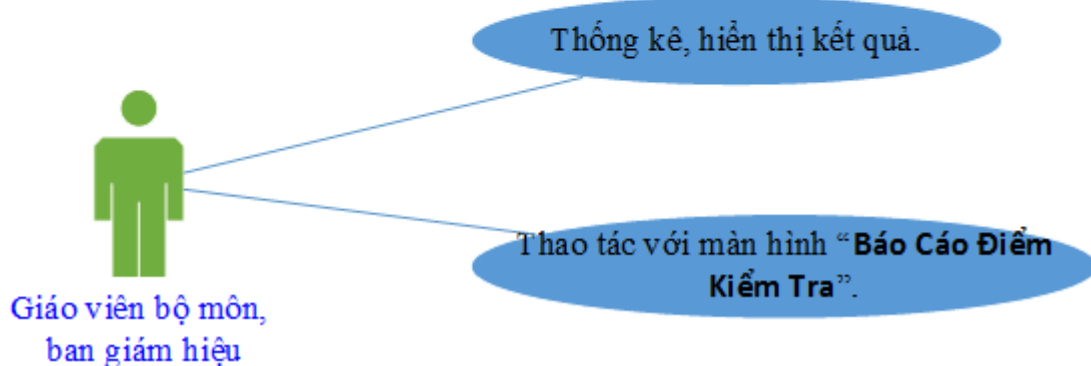 Thống kê, hiển thị kết quả.
Thao tác với màn hình “Báo Cáo Điểm
Kiểm Tra”.
Giáo viên bộ môn,
ban giám hiệu